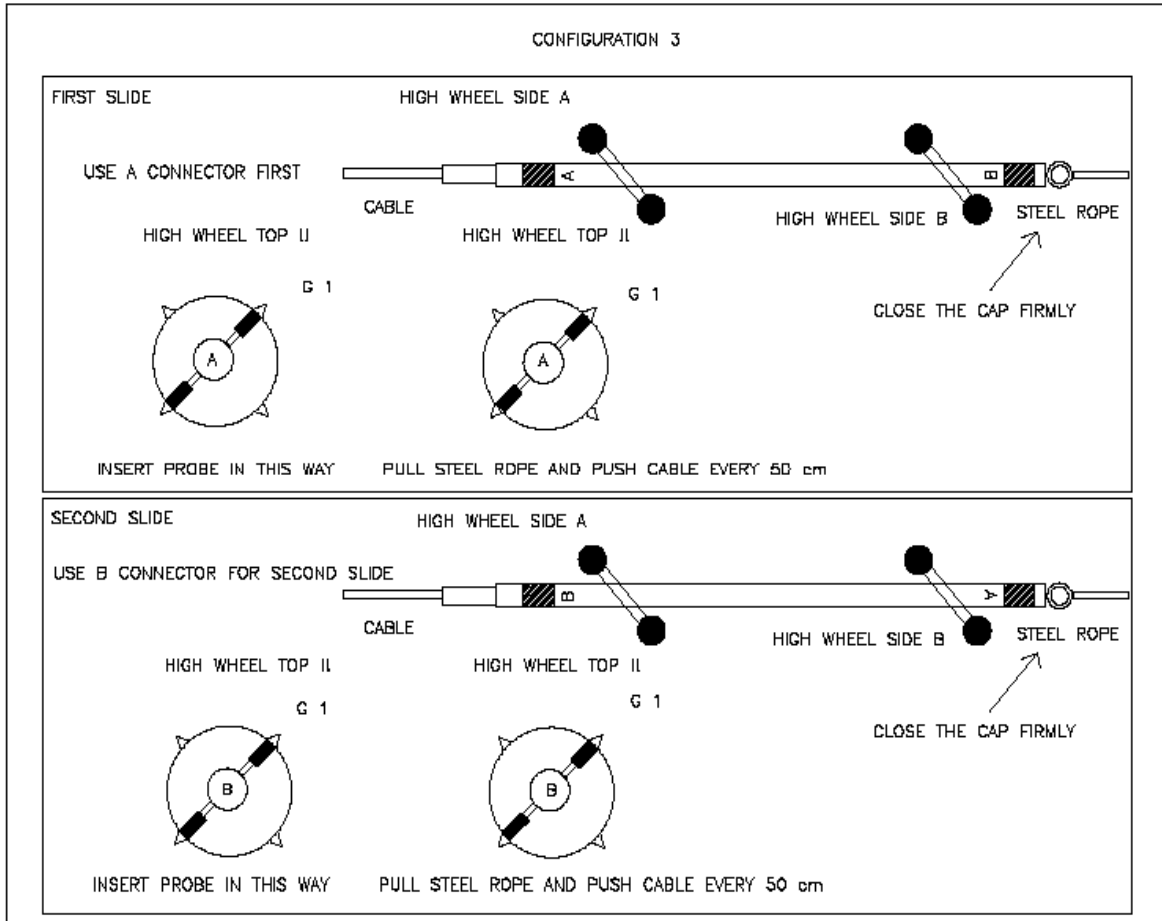 CONFIGURATION 3
FIRST SLIDE
HIGH WHEEL SIDE A
USE A CONNECTOR FIRST
A
B
CABLE
HIGH WHEEL SIDE B
STEEL ROPE
HIGH WHEEL TOP
HIGH WHEEL TOP
G 1
G 1
CLOSE THE CAP FIRMLY
A
A
INSERT PROBE IN THIS WAY
PULL STEEL ROPE AND PUSH CABLE EVERY 50 cm
SECOND SLIDE
HIGH WHEEL SIDE A
USE B CONNECTOR FOR SECOND SLIDE
B
A
CABLE
HIGH WHEEL SIDE B
STEEL ROPE
HIGH WHEEL TOP
HIGH WHEEL TOP
G 1
G 1
CLOSE THE CAP FIRMLY
B
B
INSERT PROBE IN THIS WAY
PULL STEEL ROPE AND PUSH CABLE EVERY 50 cm